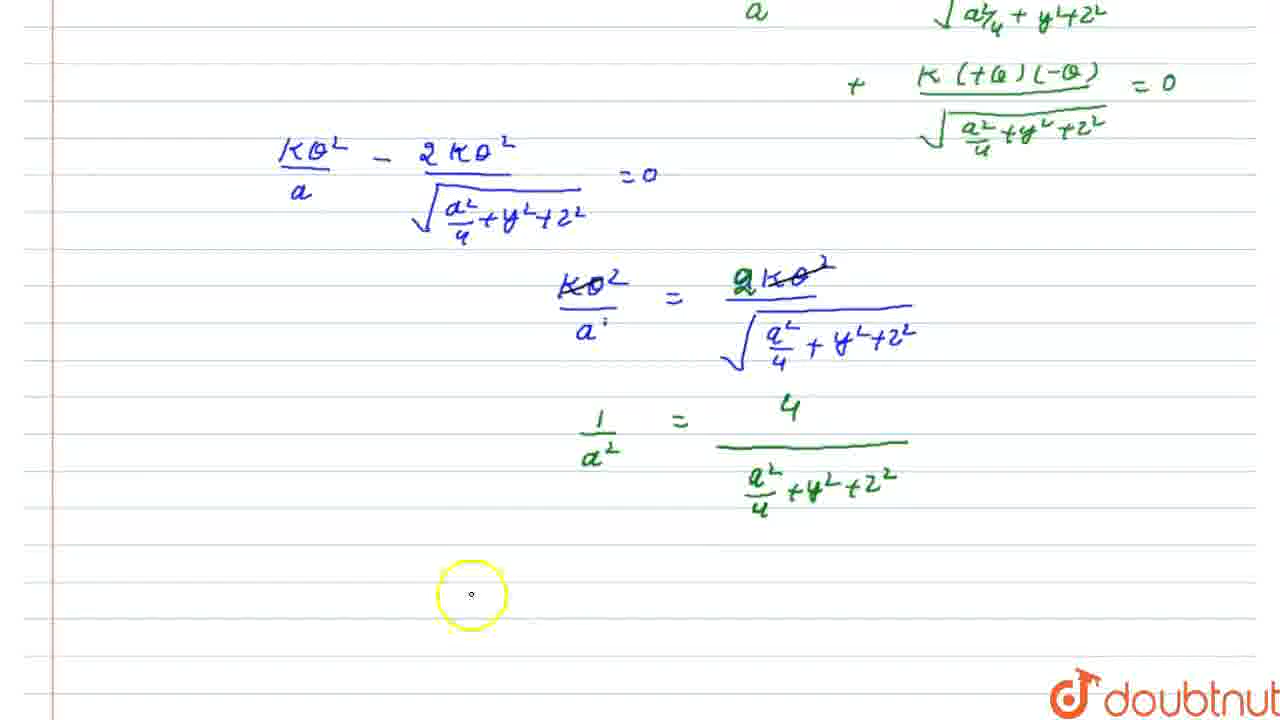 a √(a²/4 + y²+z²)
+ K (+Q) (-Q) / √(a²/4 + y² + z²) = 0
KQ²/a - 2KQ²/√(a²/4 + y² + z²) = 0
KQ²/a = 2KQ²/√(a²/4 + y² + z²)
1/a² = 4/(a²/4 + y² + z²)
doubtnut